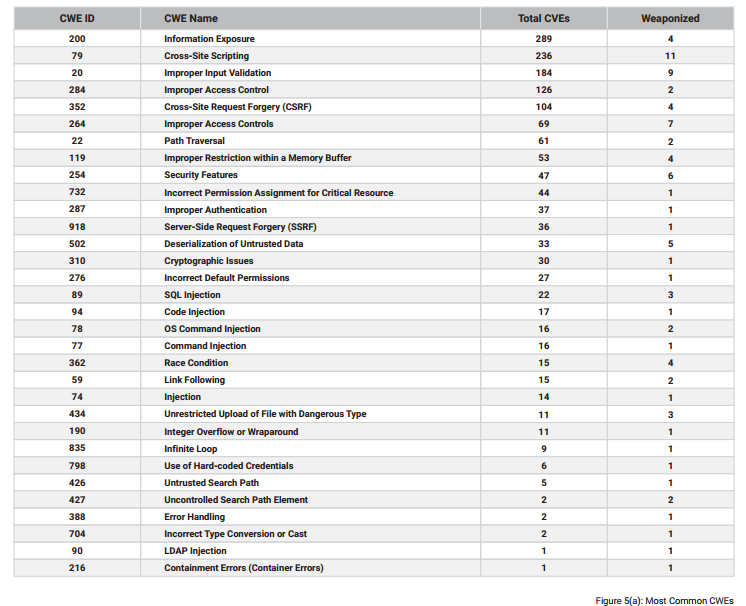 CWE ID CWE Name Total CVEs Weaponized
200 Information Exposure 289 4
79 Cross-Site Scripting 236 11
20 Improper Input Validation 184 9
284 Improper Access Control 126 2
352 Cross-Site Request Forgery (CSRF) 104 4
264 Improper Access Controls 69 7
22 Path Traversal 61 2
119 Improper Restriction within a Memory Buffer 53 4
254 Security Features 47 6
732 Incorrect Permission Assignment for Critical Resource 44 1
287 Improper Authentication 37 1
918 Server-Side Request Forgery (SSRF) 36 1
502 Deserialization of Untrusted Data 33 5
310 Cryptographic Issues 30 1
276 Incorrect Default Permissions 27 1
89 SQL Injection 22 3
94 Code Injection 17 1
78 OS Command Injection 16 2
77 Command Injection 16 1
362 Race Condition 15 4
59 Link Following 15 2
74 Injection 14 1
434 Unrestricted Upload of File with Dangerous Type 11 3
190 Integer Overflow or Wraparound 11 1
835 Infinite Loop 9 1
798 Use of Hard-coded Credentials 6 1
426 Untrusted Search Path 5 1
427 Uncontrolled Search Path Element 2 2
388 Error Handling 2 1
704 Incorrect Type Conversion or Cast 2 1
90 LDAP Injection 1 1
216 Containment Errors (Container Errors) 1 1
Figure 5(a): Most Common CWEs